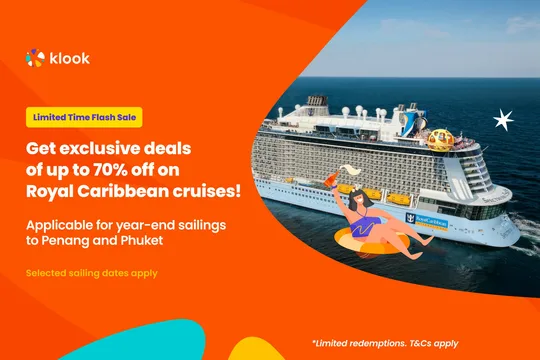 klook
Limited Time Flash Sale
Get exclusive deals
of up to 70% off on
Royal Caribbean cruises!
Applicable for year-end sailings
to Penang and Phuket
Selected sailing dates apply
RoyalCaribbean
*Limited redemptions. T&Cs apply